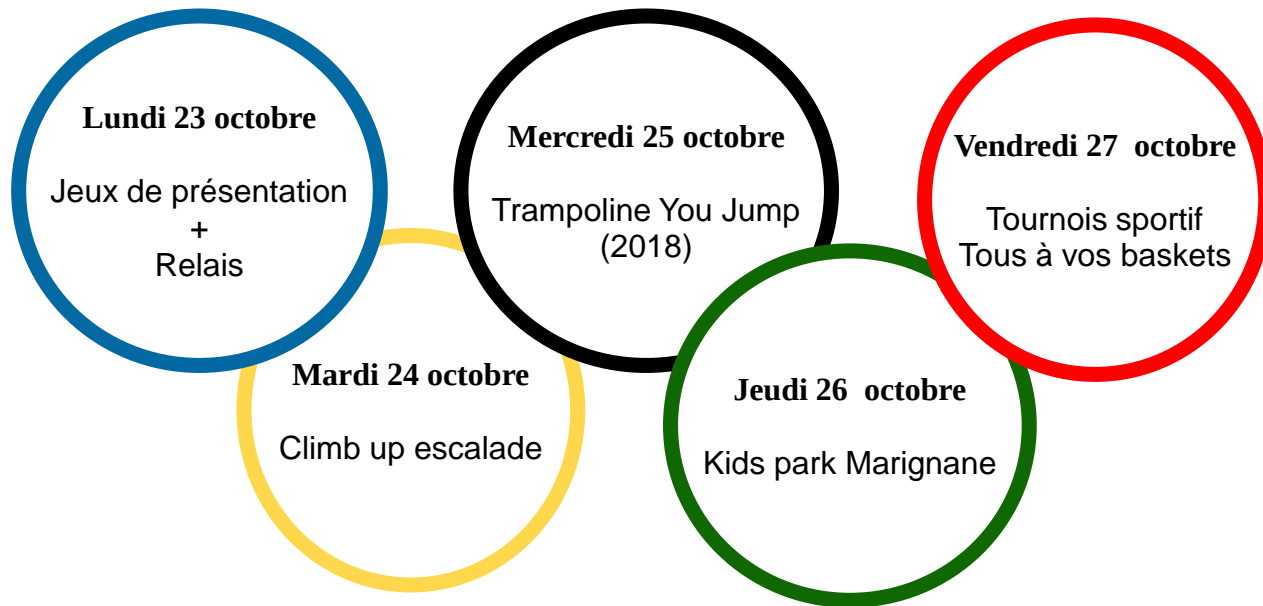 Lundi 23 octobre
Jeux de présentation
+
Relais
Mardi 24 octobre
Climb up escalade
Mercredi 25 octobre
Trampoline You Jump
(2018)
Jeudi 26 octobre
Kids park Marignane
Vendredi 27 octobre
Tournois sportif
Tous à vos baskets